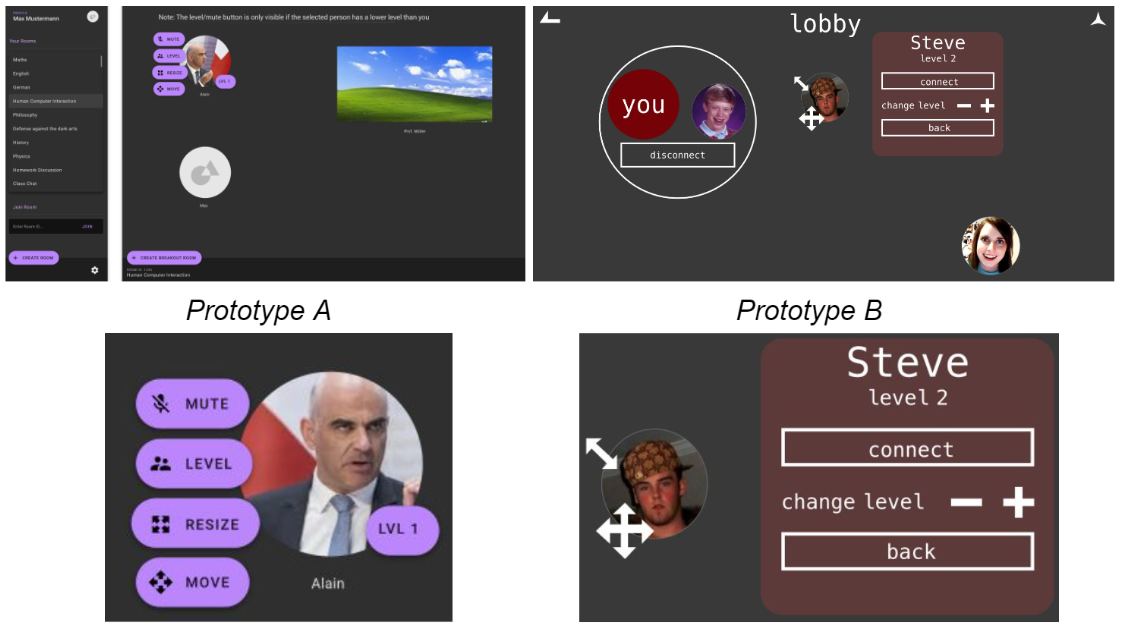 Max Mustermann
Your Rooms
Maths
English
German
Human Computer Interaction
Philosophy
Defense against the dark arts
History
Physics
Homework Discussion
Class Chat
Join Room
Enter Room ID...
JOIN
+ CREATE ROOM
Note: The level/mute button is only visible if the selected person has a lower level than you
MUTE
LEVEL
RESIZE
MOVE
LVL 1
Alain
Prof. Müller
Max
+ CREATE BREAKOUT ROOM
Human Computer Interaction
lobby
you
disconnect
Steve
level 2
connect
change level
back
Prototype A
Prototype B
MUTE
LEVEL
RESIZE
MOVE
LVL 1
Alain
Steve
level 2
connect
change level
back